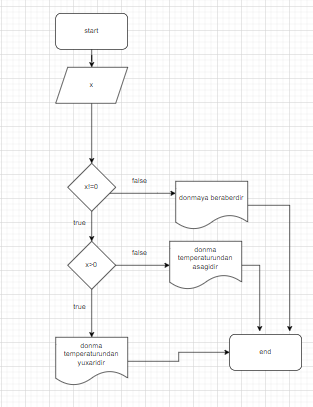 start
x
x!=0
false
donmaya beraberdir
true
x>0
false
donma
temperaturundan
asagidir
true
donma
temperaturundan
yuxaridir
end